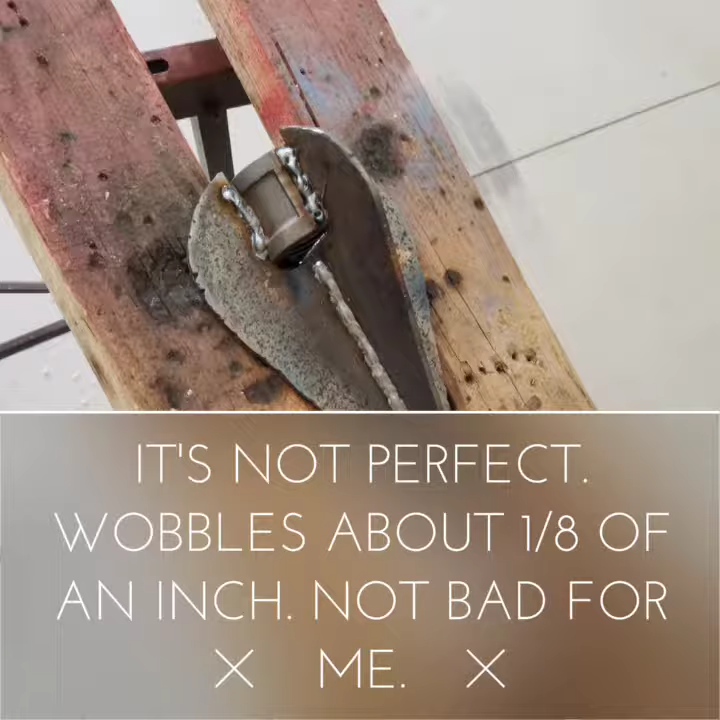 IT'S NOT PERFECT.
WOBBLES ABOUT 1/8 OF
AN INCH. NOT BAD FOR
ME.